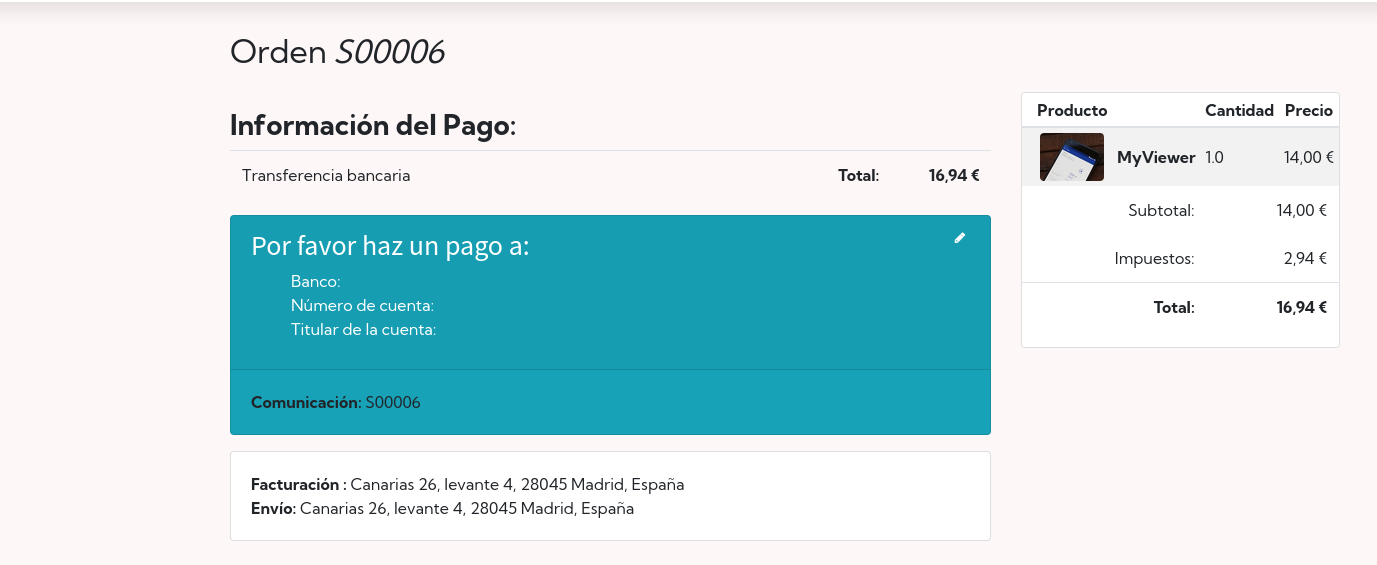 Orden S00006
Información del Pago:
Transferencia bancaria Total: 16,94 €
Por favor haz un pago a:
Banco:
Número de cuenta:
Titular de la cuenta:
Comunicación: S00006
Facturación : Canarias 26, levante 4, 28045 Madrid, España
Envío: Canarias 26, levante 4, 28045 Madrid, España
Producto Cantidad Precio
MyViewer 1.0 14,00 €
Subtotal: 14,00 €
Impuestos: 2,94 €
Total: 16,94 €